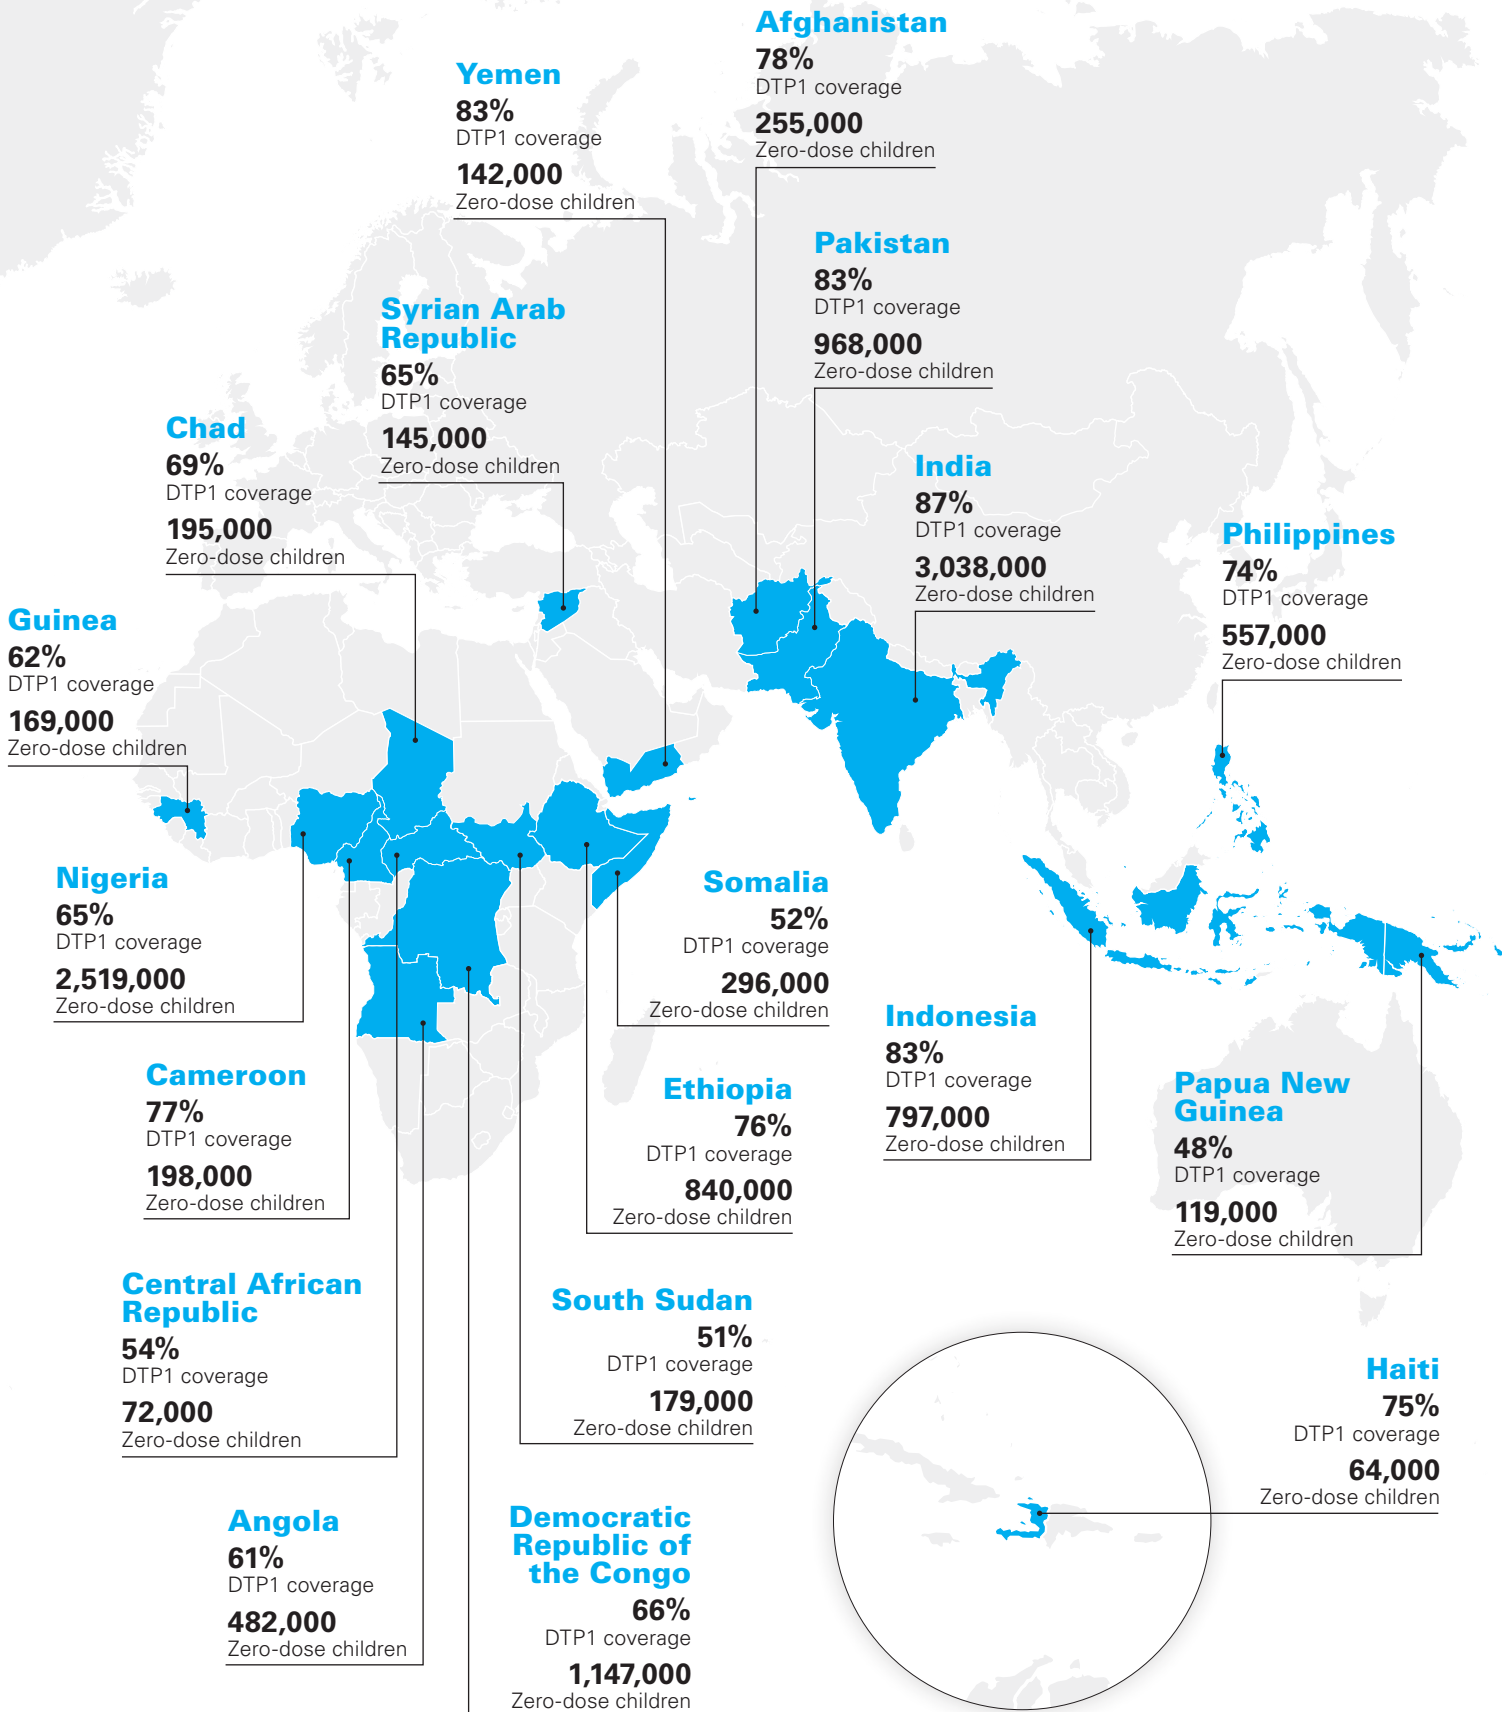 Afghanistan
78%
DTP1 coverage
255,000
Zero-dose children
Yemen
83%
DTP1 coverage
142,000
Zero-dose children
Pakistan
83%
DTP1 coverage
968,000
Zero-dose children
Syrian Arab
Republic
65%
DTP1 coverage
145,000
Zero-dose children
Chad
69%
DTP1 coverage
195,000
Zero-dose children
India
87%
DTP1 coverage
3,038,000
Zero-dose children
Philippines
74%
DTP1 coverage
557,000
Zero-dose children
Guinea
62%
DTP1 coverage
169,000
Zero-dose children
Nigeria
65%
DTP1 coverage
2,519,000
Zero-dose children
Somalia
52%
DTP1 coverage
296,000
Zero-dose children
Indonesia
83%
DTP1 coverage
797,000
Zero-dose children
Cameroon
77%
DTP1 coverage
198,000
Zero-dose children
Ethiopia
76%
DTP1 coverage
840,000
Zero-dose children
Papua New
Guinea
48%
DTP1 coverage
119,000
Zero-dose children
Central African
Republic
54%
DTP1 coverage
72,000
Zero-dose children
South Sudan
51%
DTP1 coverage
179,000
Zero-dose children
Haiti
75%
DTP1 coverage
64,000
Zero-dose children
Angola
61%
DTP1 coverage
482,000
Zero-dose children
Democratic
Republic of
the Congo
66%
DTP1 coverage
1,147,000
Zero-dose children